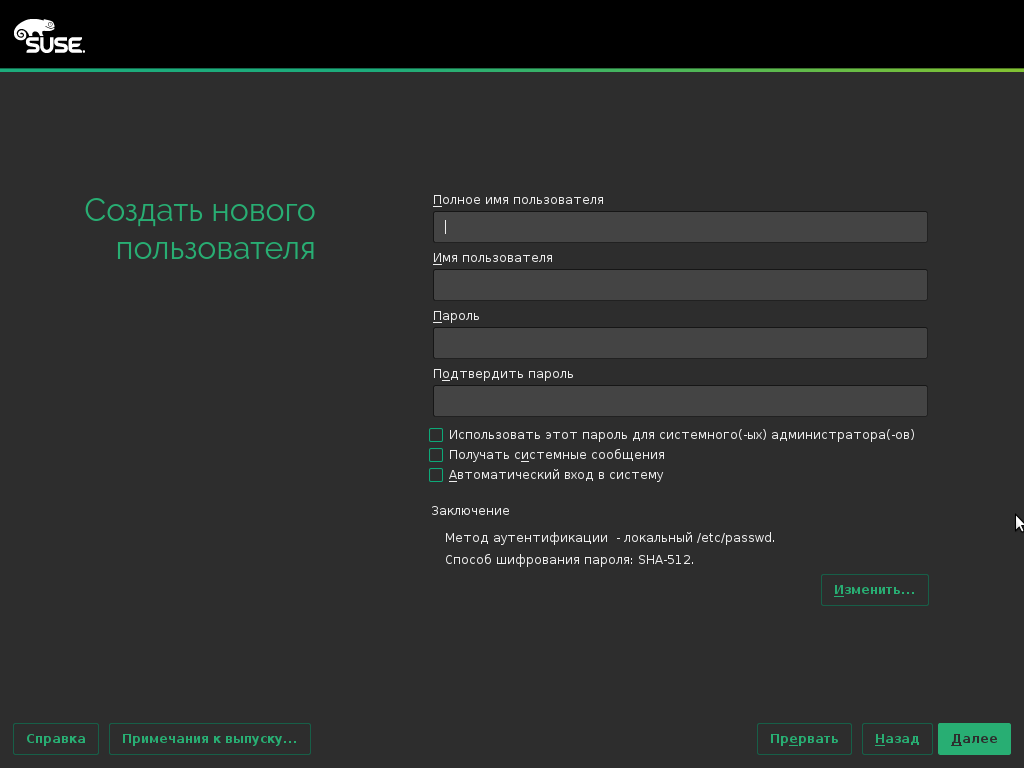 SUSE.
Создать нового
пользователя
Полное имя пользователя
Имя пользователя
Пароль
Подтвердить пароль
Использовать этот пароль для системного(-ых) администратора(-ов)
Получать системные сообщения
Автоматический вход в систему
Заключение
Метод аутентификации  - локальный /etc/passwd.
Способ шифрования пароля: SHA-512.
Изменить...
Справка
Примечания к выпуску...
Прервать
Назад
Далее